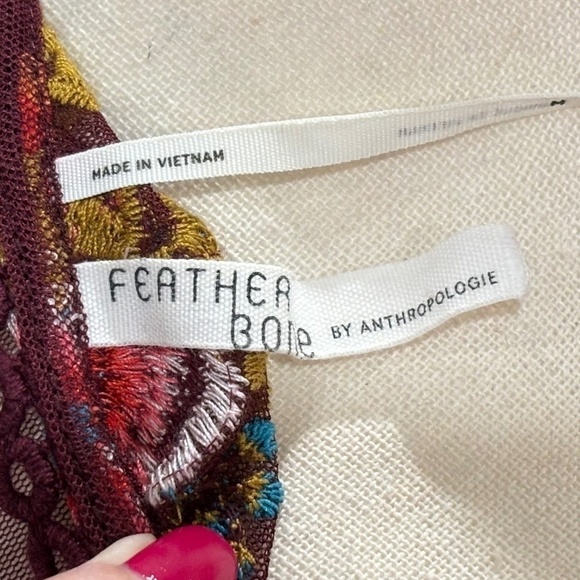 MADE IN VIETNAM
FEATHER
BONe BY ANTHROPOLOGIE